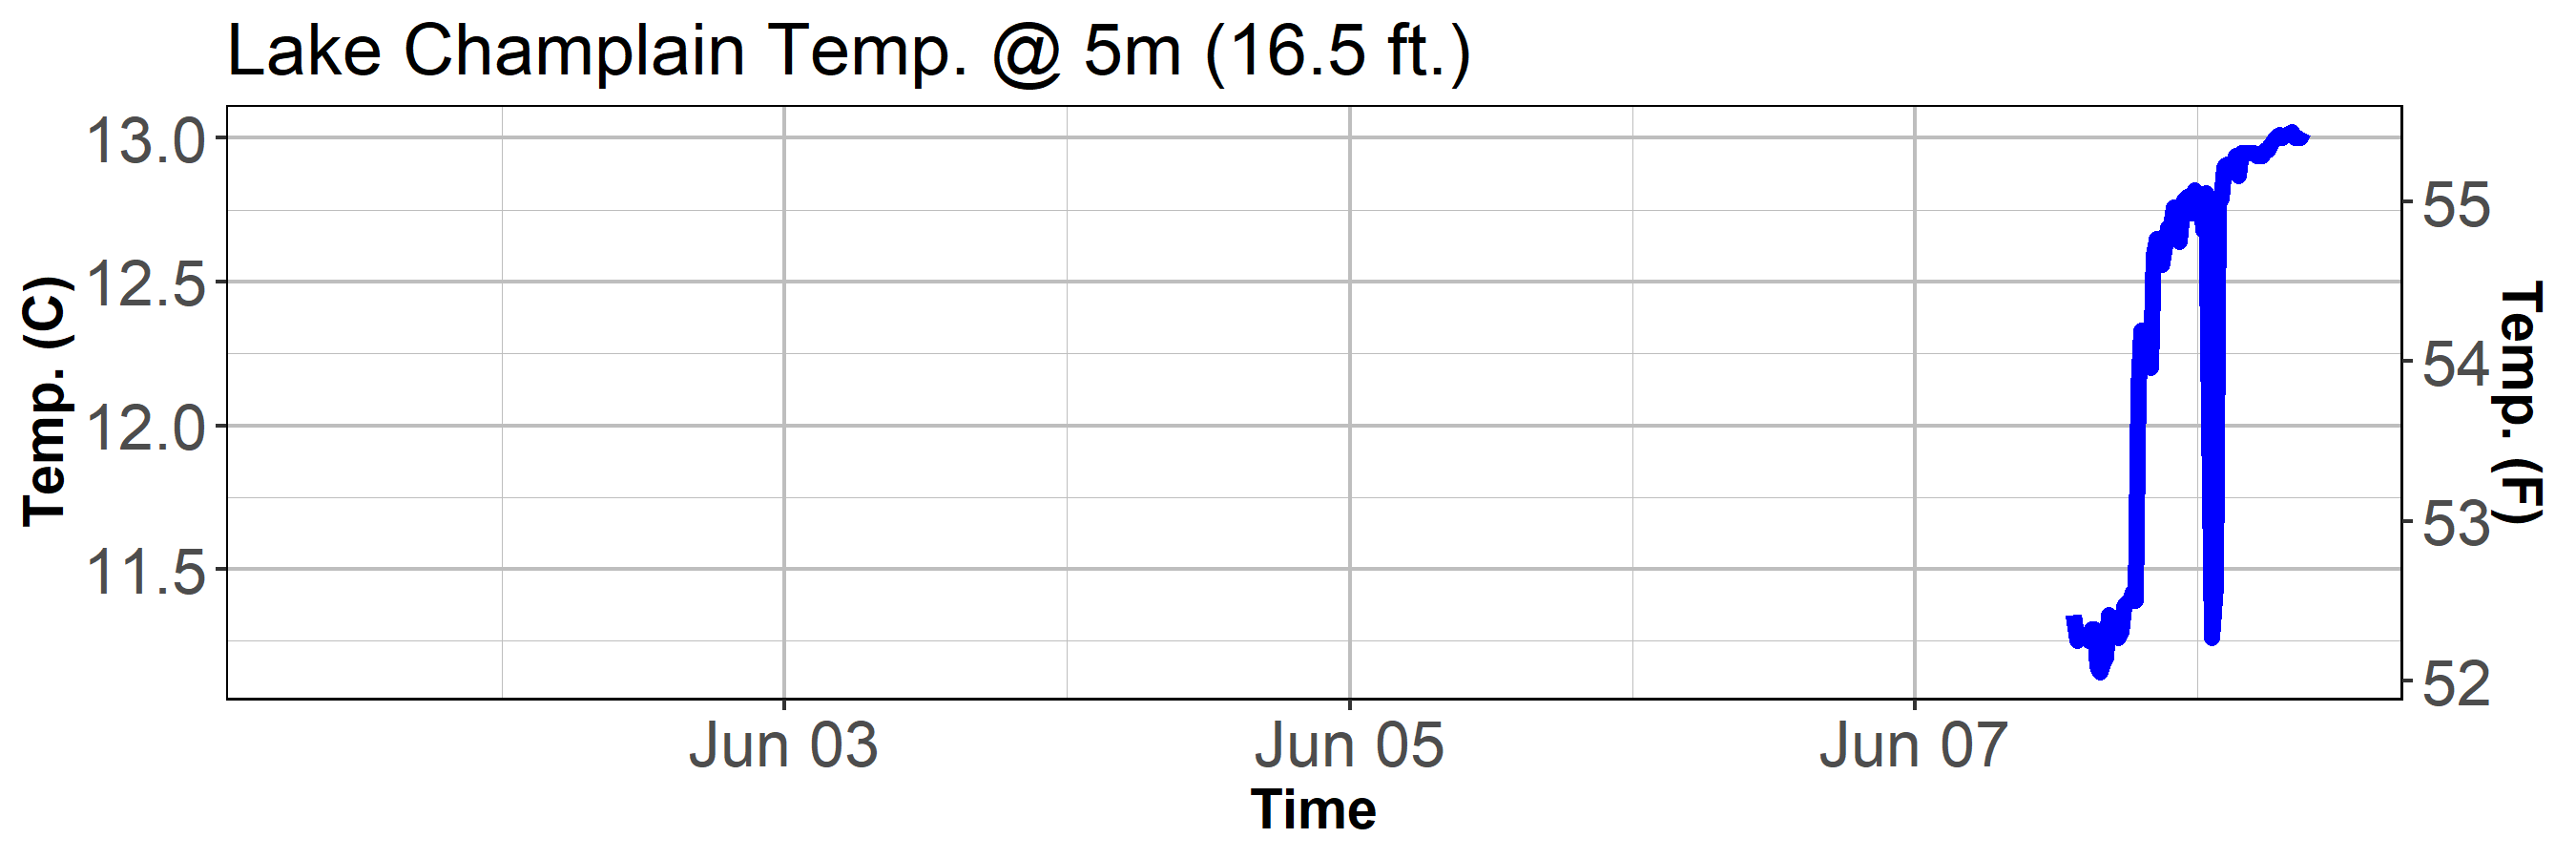 Lake Champlain Temp. @ 5m (16.5 ft.)
Temp. (C)
13.0
12.5
12.0
11.5
55
54
53
52
Temp. (F)
Jun 03
Jun 05
Jun 07
Time